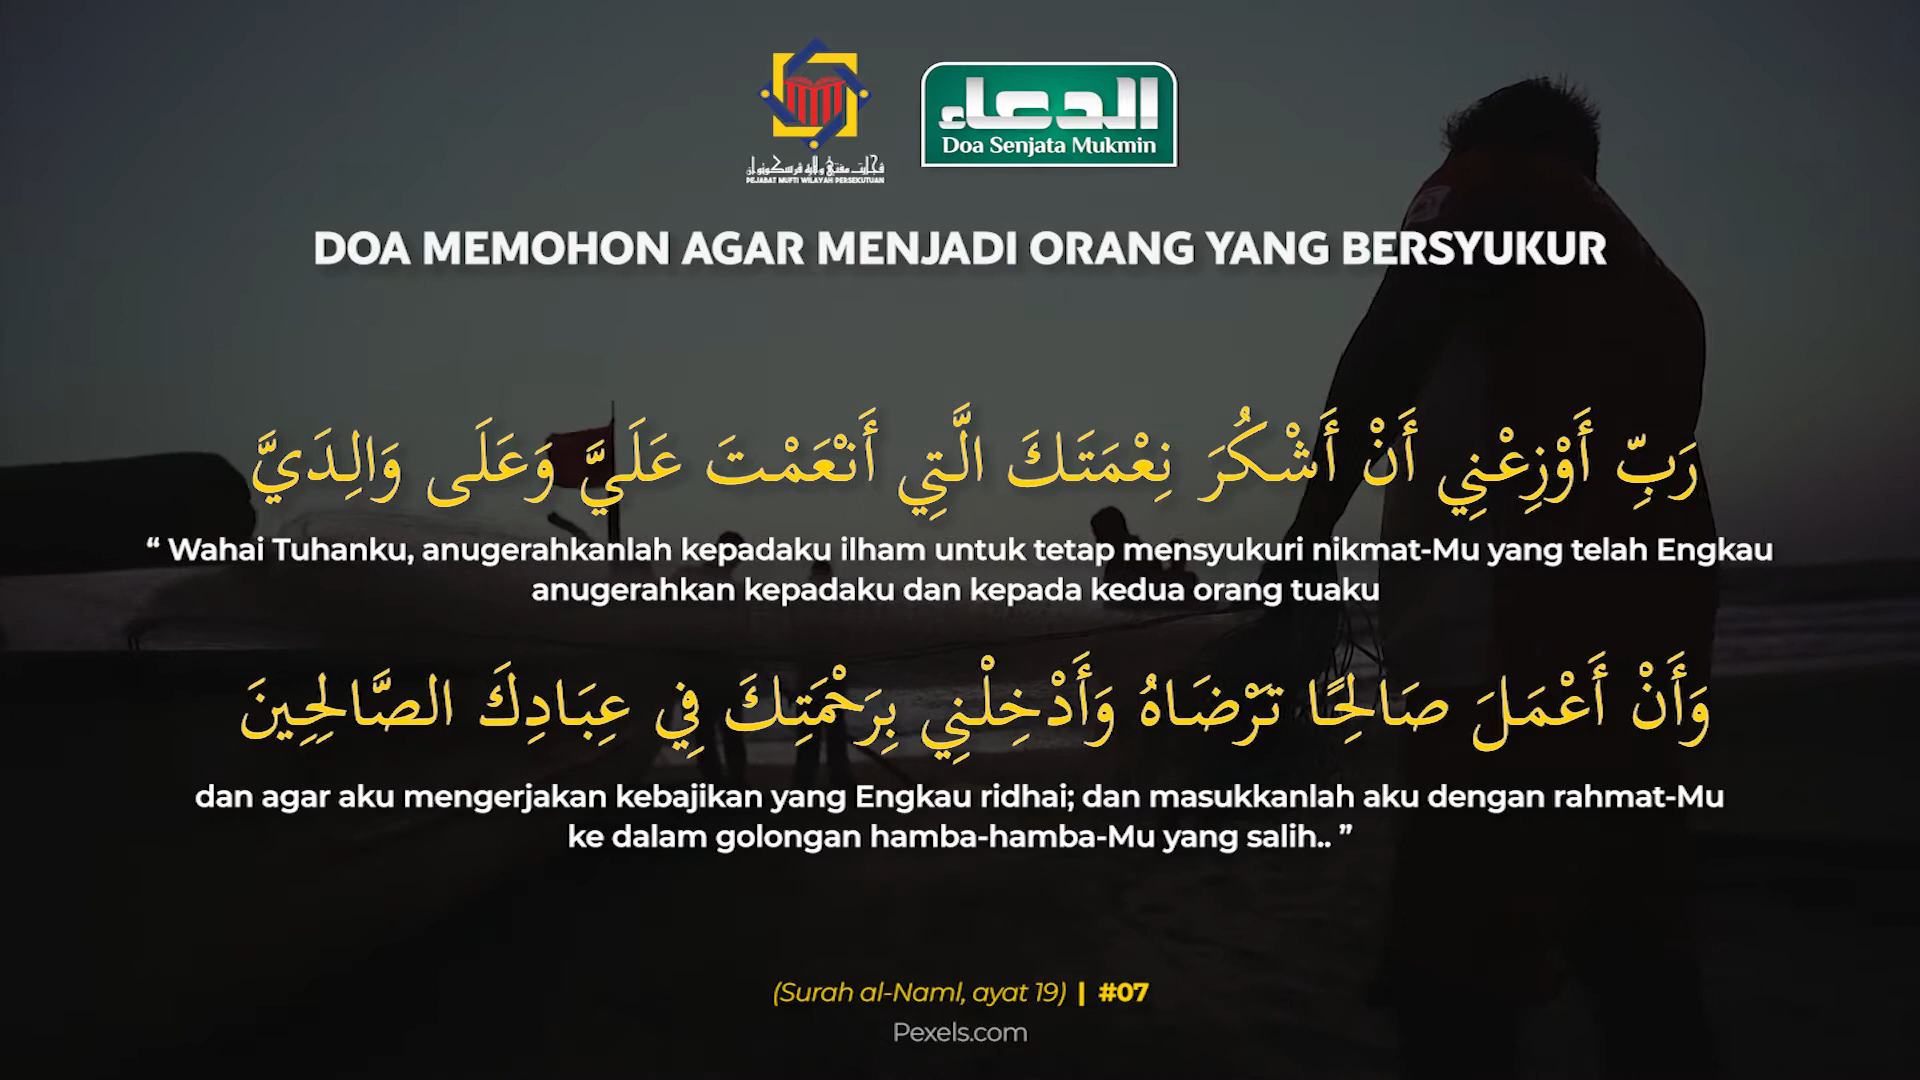 الدعاء
Doa Senjata Mukmin
PEJABAT MUFTI WILAYAH PERSEKUTUAN
DOA MEMOHON AGAR MENJADI ORANG YANG BERSYUKUR
رَبِّ أَوْزِعْنِي أَنْ أَشْكُرَ نِعْمَتَكَ الَّتِي أَنْعَمْتَ عَلَيَّ وَعَلَى وَالِدَيَّ
“ Wahai Tuhanku, anugerahkanlah kepadaku ilham untuk tetap mensyukuri nikmat-Mu yang telah Engkau
anugerahkan kepadaku dan kepada kedua orang tuaku
وَأَنْ أَعْمَلَ صَالِحًا تَرْضَاهُ وَأَدْخِلْنِي بِرَحْمَتِكَ فِي عِبَادِكَ الصَّالِحِينَ
dan agar aku mengerjakan kebajikan yang Engkau ridhai; dan masukkanlah aku dengan rahmat-Mu
ke dalam golongan hamba-hamba-Mu yang salih.. ”
(Surah al-Naml, ayat 19) | #07
Pexels.com